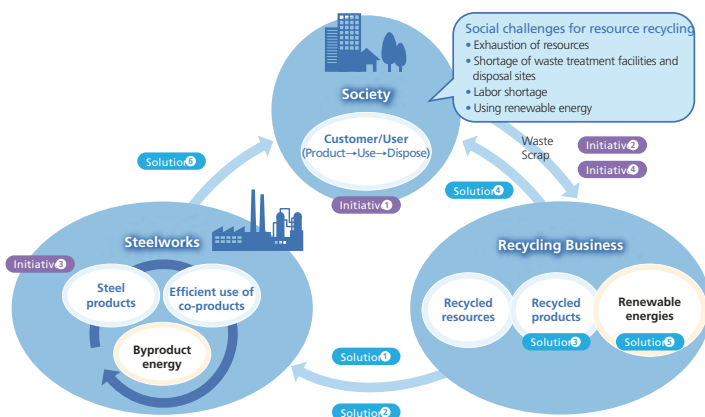 Social challenges for resource recycling
• Exhaustion of resources
• Shortage of waste treatment facilities and
disposal sites
• Labor shortage
• Using renewable energy
Society
Customer/User
(Product→Use→Dispose)
Initiative❶
Waste
Scrap
Initiative❷
Initiative❹
Solution❻
Solution❹
Steelworks
Initiative❸
Steel
products
Efficient use of
co-products
Byproduct
energy
Recycling Business
Recycled
resources
Recycled
products
Solution❸
Renewable
energies
Solution❺
Solution❶
Solution❷